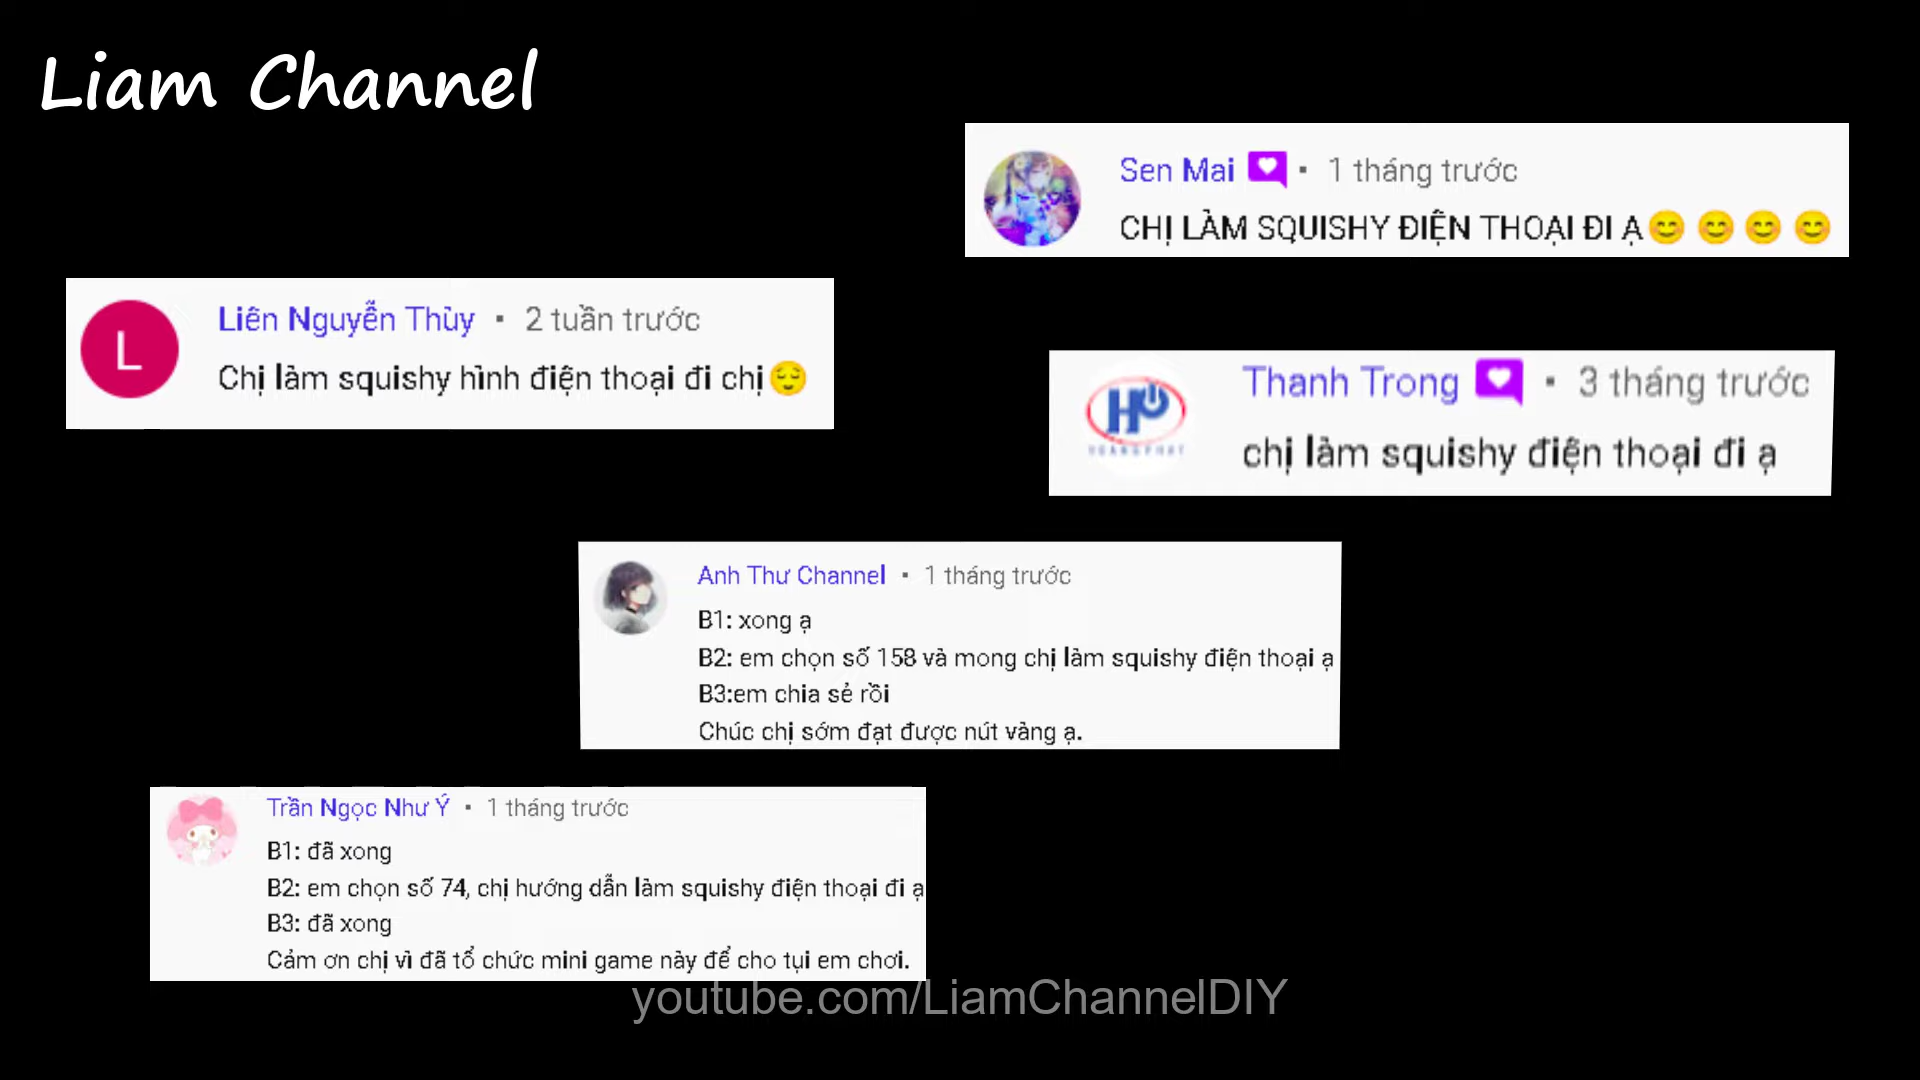 Liam Channel
Sen Mai • 1 tháng trước
CHỊ LÀM SQUISHY ĐIỆN THOẠI ĐI Ạ😊😊😊😊
L
Liên Nguyễn Thùy • 2 tuần trước
Chị làm squishy hình điện thoại đi chị😌
HP
HOANG PHAT
Thanh Trong • 3 tháng trước
chị làm squishy điện thoại đi ạ
Anh Thư Channel • 1 tháng trước
B1: xong ạ
B2: em chọn số 158 và mong chị làm squishy điện thoại ạ
B3:em chia sẻ rồi
Chúc chị sớm đạt được nút vàng ạ.
Trần Ngọc Như Ý • 1 tháng trước
B1: đã xong
B2: em chọn số 74, chị hướng dẫn làm squishy điện thoại đi ạ
B3: đã xong
Cảm ơn chị vì đã tổ chức mini game này để cho tụi em chơi.
youtube.com/LiamChannelDIY